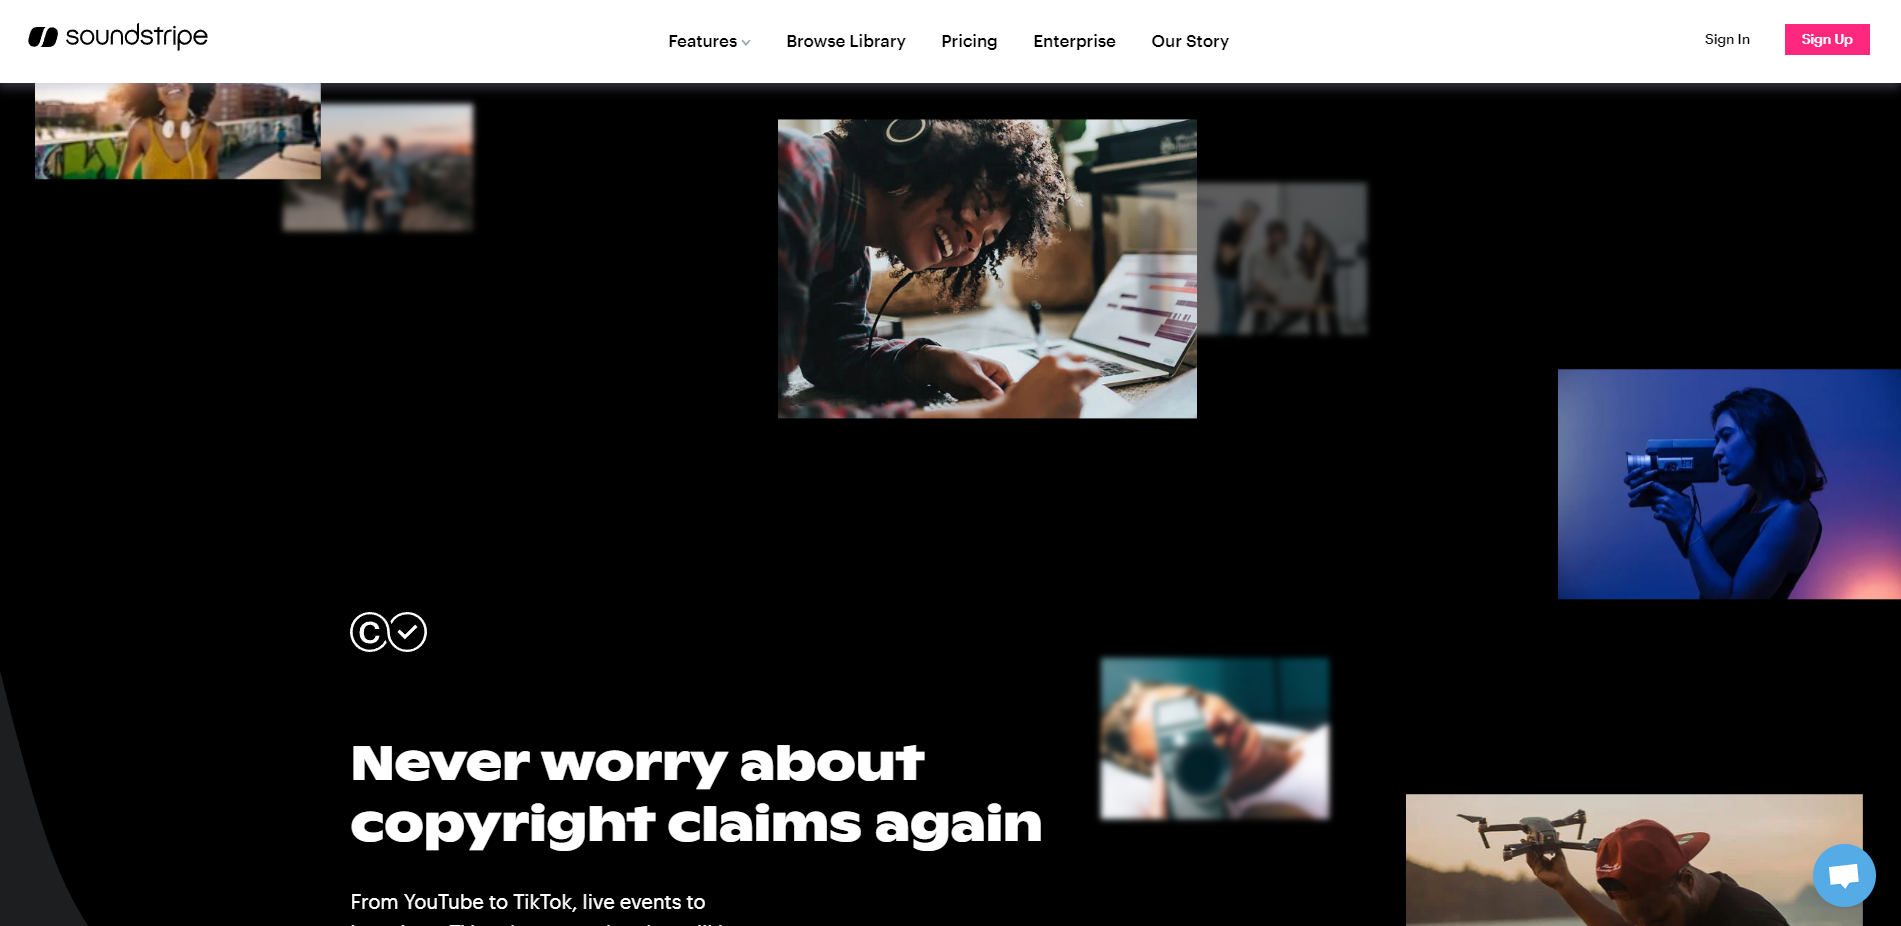 soundstripe
Features
Browse Library
Pricing
Enterprise
Our Story
Sign In
Sign Up
C
Never worry about
copyright claims again
From YouTube to TikTok, live events to